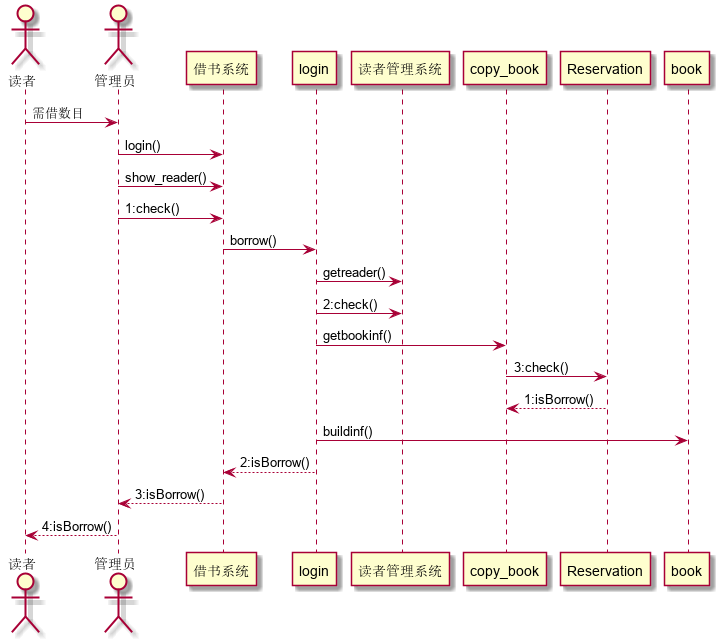 读者
管理员
借书系统
login
读者管理系统
copy_book
Reservation
book
需借数目
login()
show_reader()
1:check()
borrow()
getreader()
2:check()
getbookinf()
3:check()
1:isBorrow()
buildinf()
2:isBorrow()
3:isBorrow()
4:isBorrow()
读者
管理员
借书系统
login
读者管理系统
copy_book
Reservation
book